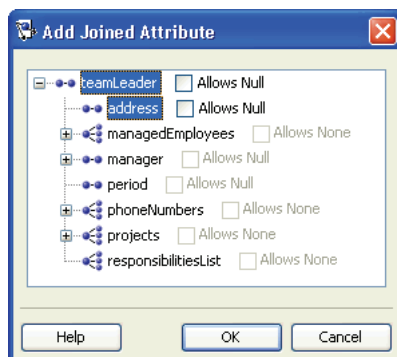 Add Joined Attribute
teamLeader Allows Null
address Allows Null
managedEmployees Allows None
manager Allows Null
period Allows Null
phoneNumbers Allows None
projects Allows None
responsibilitiesList Allows None
Help OK Cancel